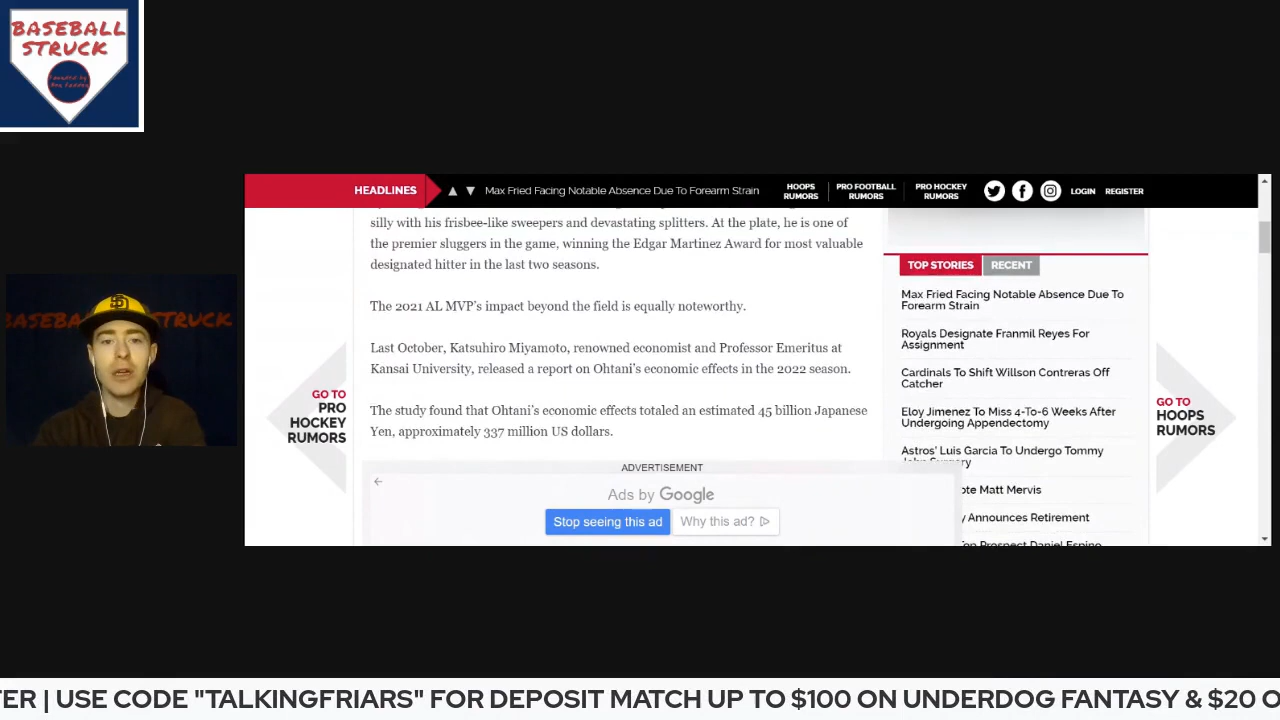 BASEBALL
STRUCK
HEADLINES
Max Fried Facing Notable Absence Due To Forearm Strain
HOOPS
RUMORS
PRO FOOTBALL
RUMORS
PRO HOCKEY
RUMORS
LOGIN
REGISTER
silly with his frisbee-like sweepers and devastating splitters. At the plate, he is one of
the premier sluggers in the game, winning the Edgar Martinez Award for most valuable
designated hitter in the last two seasons.
The 2021 AL MVP's impact beyond the field is equally noteworthy.
Last October, Katsuhiro Miyamoto, renowned economist and Professor Emeritus at
Kansai University, released a report on Ohtani's economic effects in the 2022 season.
The study found that Ohtani's economic effects totaled an estimated 45 billion Japanese
Yen, approximately 337 million US dollars.
ADVERTISEMENT
Ads by Google
Stop seeing this ad
Why this ad?
TOP STORIES
RECENT
Max Fried Facing Notable Absence Due To
Forearm Strain
Royals Designate Franmil Reyes For
Assignment
Cardinals To Shift Willson Contreras Off
Catcher
Eloy Jimenez To Miss 4-To-6 Weeks After
Undergoing Appendectomy
Astros' Luis Garcia To Undergo Tommy
John Surgery
Matt Mervis
Announces Retirement
Prospect Daniel Espino
GO TO
PRO
HOCKEY
RUMORS
GO TO
HOOPS
RUMORS
BASEBA TRUCK
SD
TER | USE CODE "TALKINGFRIARS" FOR DEPOSIT MATCH UP TO $100 ON UNDERDOG FANTASY & $20 O